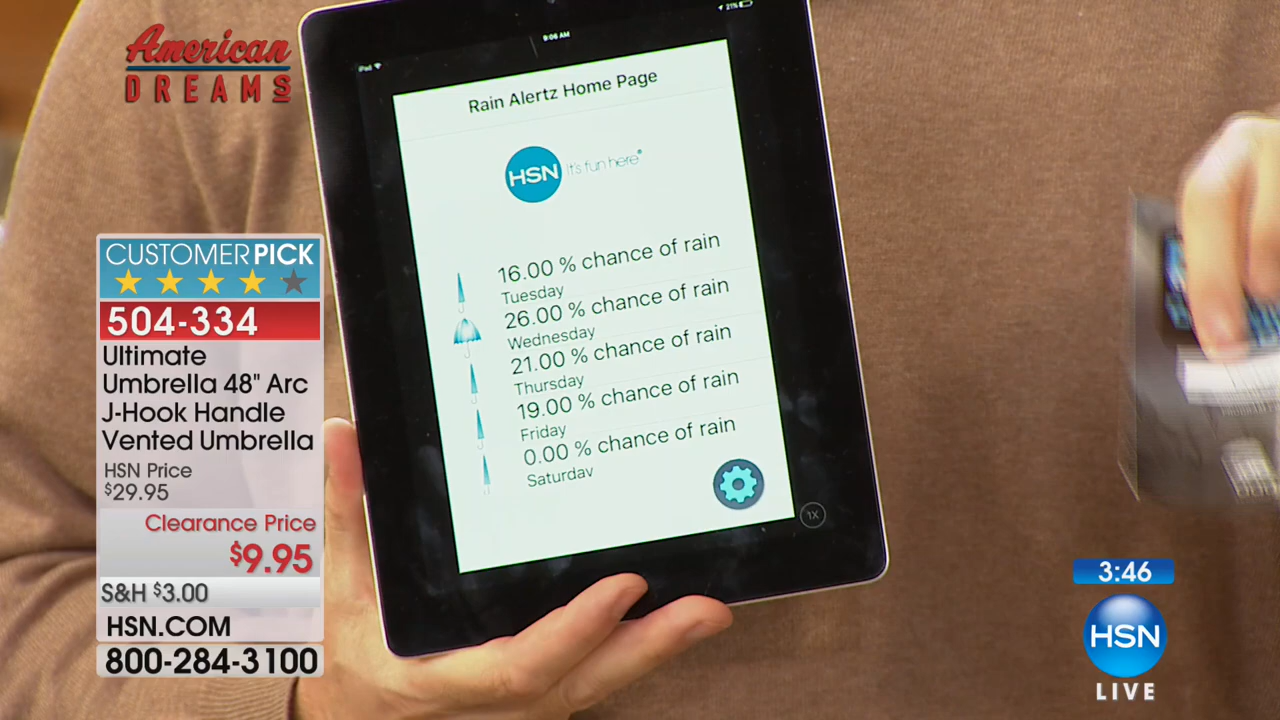 American
DREAMS
CUSTOMERPICK
504-334
Ultimate
Umbrella 48" Arc
J-Hook Handle
Vented Umbrella
HSN Price
$29.95
Clearance Price
$9.95
S&H $3.00
HSN.COM
800-284-3100
iPad
9:06 AM
21%
Rain Alertz Home Page
HSN it's fun here®
16.00 % chance of rain
Tuesday
26.00 % chance of rain
Wednesday
21.00 % chance of rain
Thursday
19.00 % chance of rain
Friday
0.00 % chance of rain
Saturday
1X
3:46
HSN
LIVE